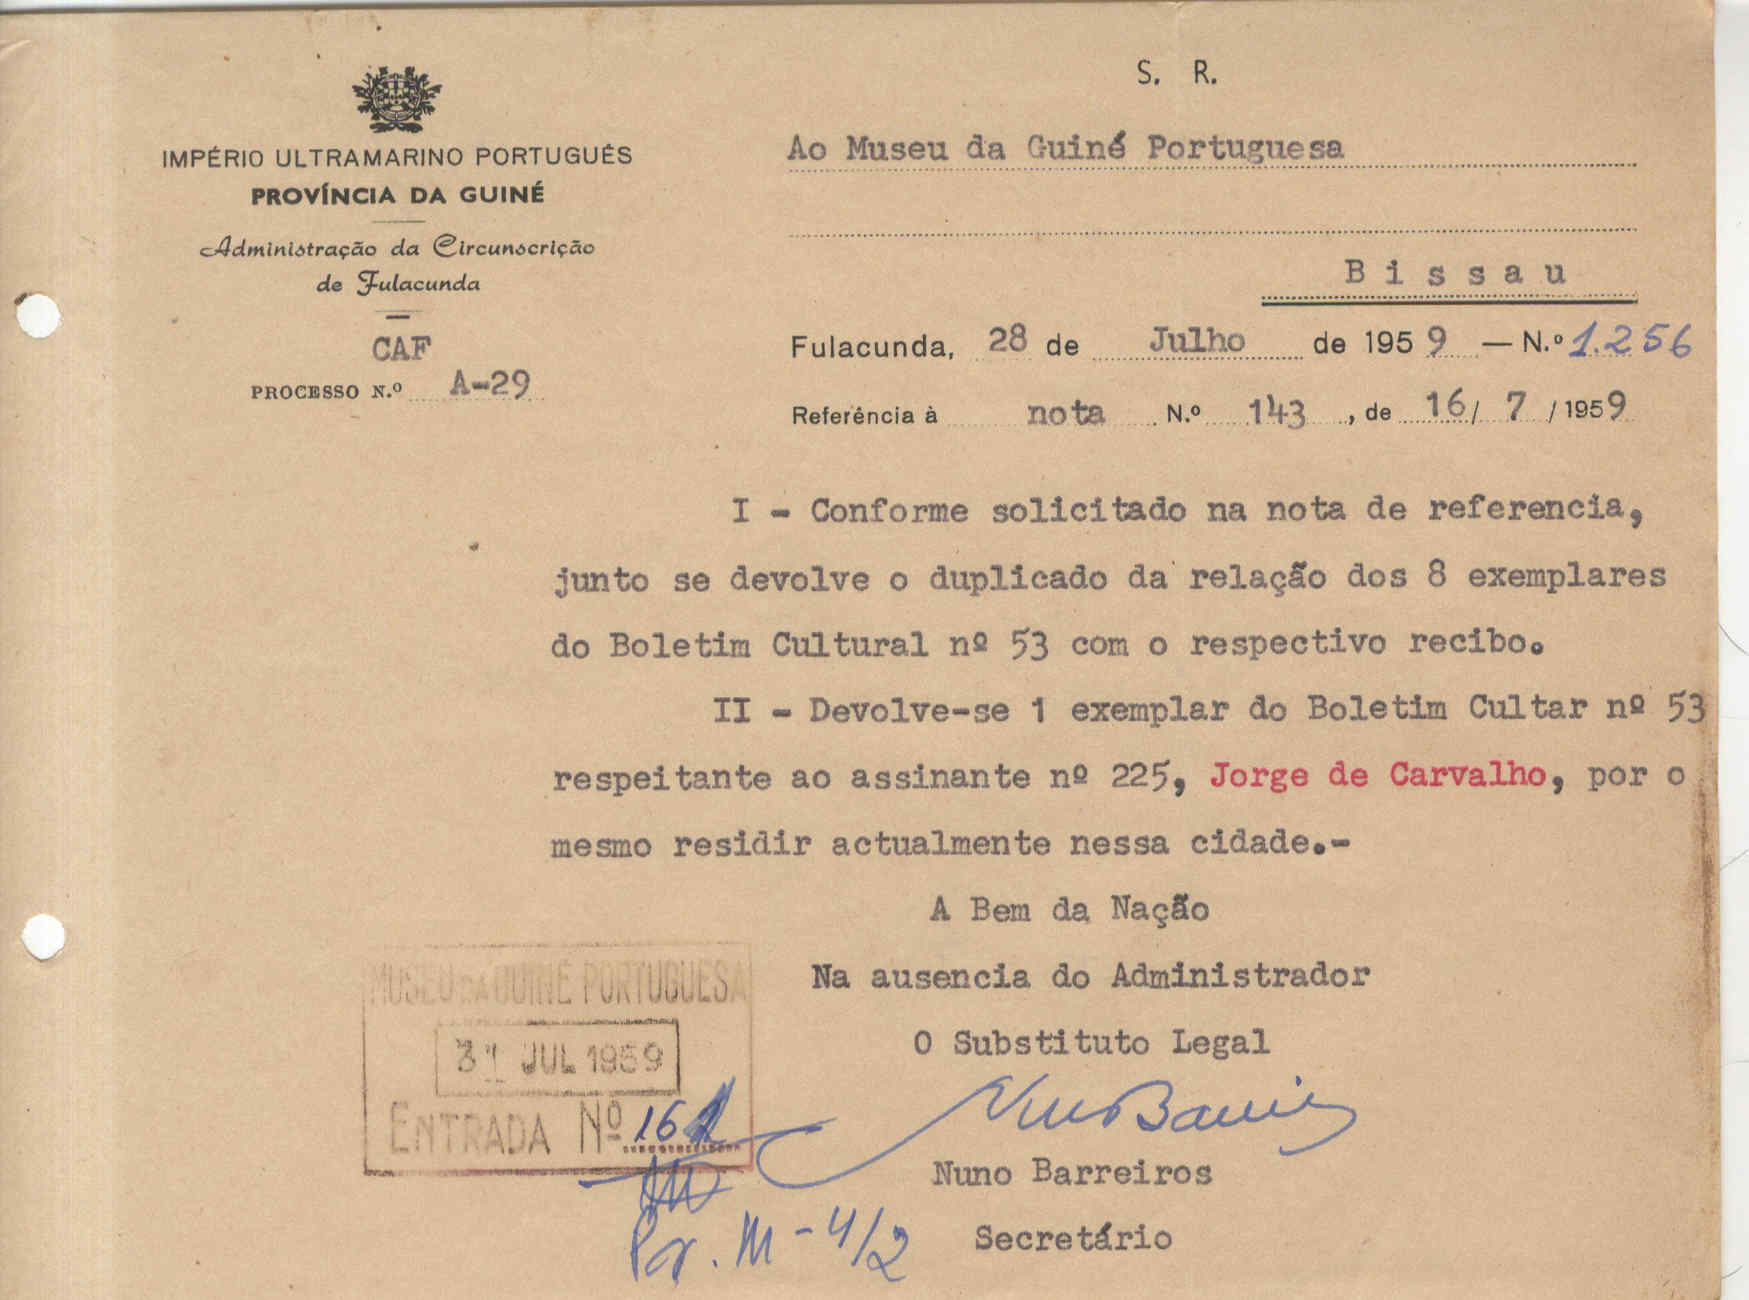 S. R.
IMPÉRIO ULTRAMARINO PORTUGUÊS
PROVÍNCIA DA GUINÉ
Administração da Circunscrição
de Fulacunda
CAF
PROCESSO N.º A-29
Ao Museu da Guiné Portuguesa
Bissau
Fulacunda, 28 de Julho de 1959 — N.º 1.256
Referência à nota N.º 143, de 16/ 7 /1959
I - Conforme solicitado na nota de referencia,
junto se devolve o duplicado da relação dos 8 exemplares
do Boletim Cultural nº 53 com o respectivo recibo.
II - Devolve-se 1 exemplar do Boletim Cultar nº 53
respeitante ao assinante nº 225, Jorge de Carvalho, por o
mesmo residir actualmente nessa cidade.-
A Bem da Nação
Na ausencia do Administrador
O Substituto Legal
Nuno Barreiros
Secretário
MUSEU DA GUINÉ PORTUGUESA
31 JUL 1959
ENTRADA Nº
M-4/2